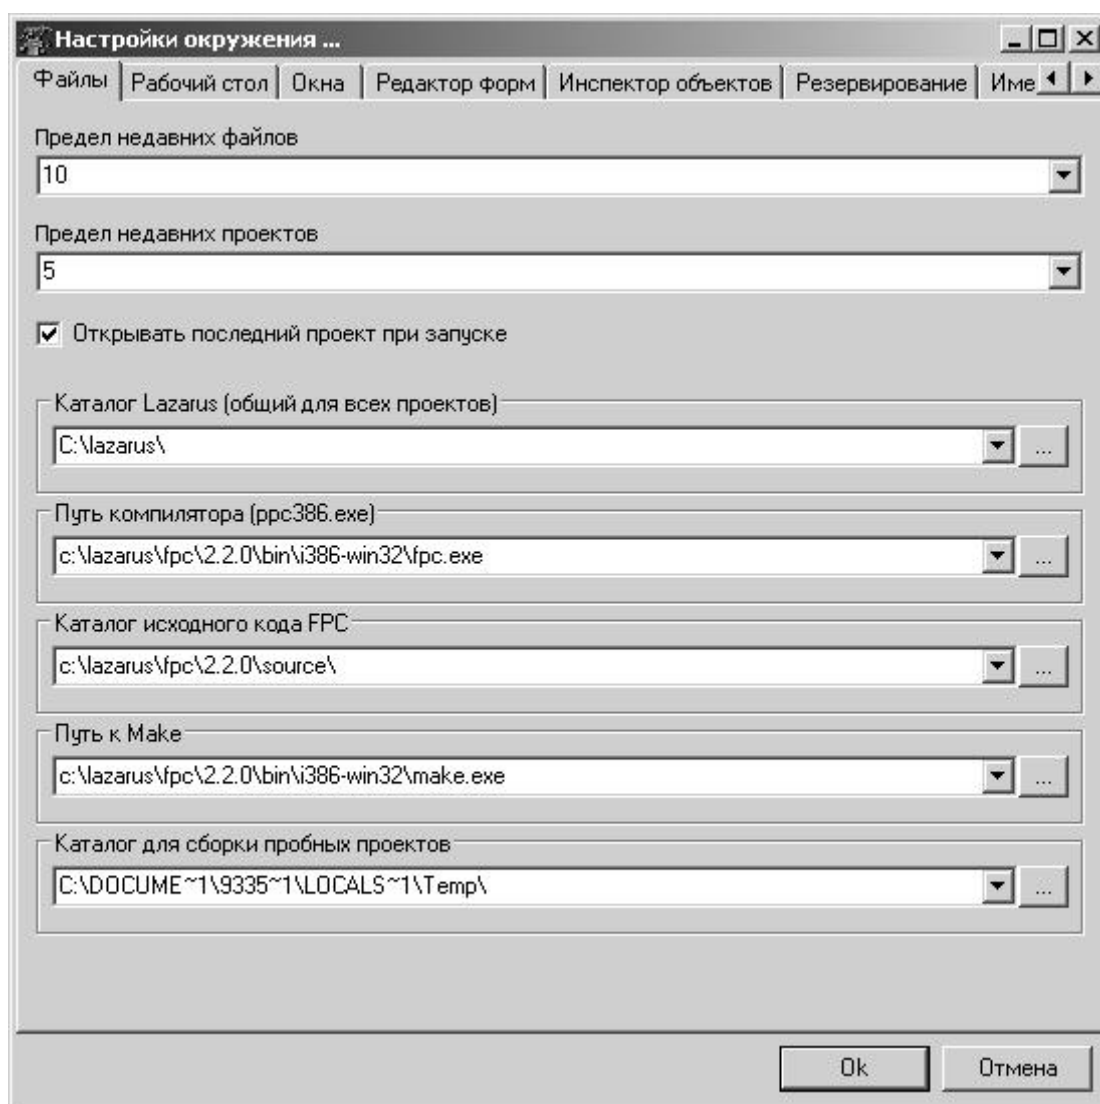 Настройки окружения ...
Файлы Рабочий стол Окна Редактор форм Инспектор объектов Резервирование Име
Предел недавних файлов
10
Предел недавних проектов
5
Открывать последний проект при запуске
Каталог Lazarus (общий для всех проектов)
C:\lazarus\
...
Путь компилятора (ppc386.exe)
c:\lazarus\fpc\2.2.0\bin\i386-win32\fpc.exe
...
Каталог исходного кода FPC
c:\lazarus\fpc\2.2.0\source\
...
Путь к Make
c:\lazarus\fpc\2.2.0\bin\i386-win32\make.exe
...
Каталог для сборки пробных проектов
C:\DOCUME~1\9335~1\LOCALS~1\Temp\
...
Ok Отмена